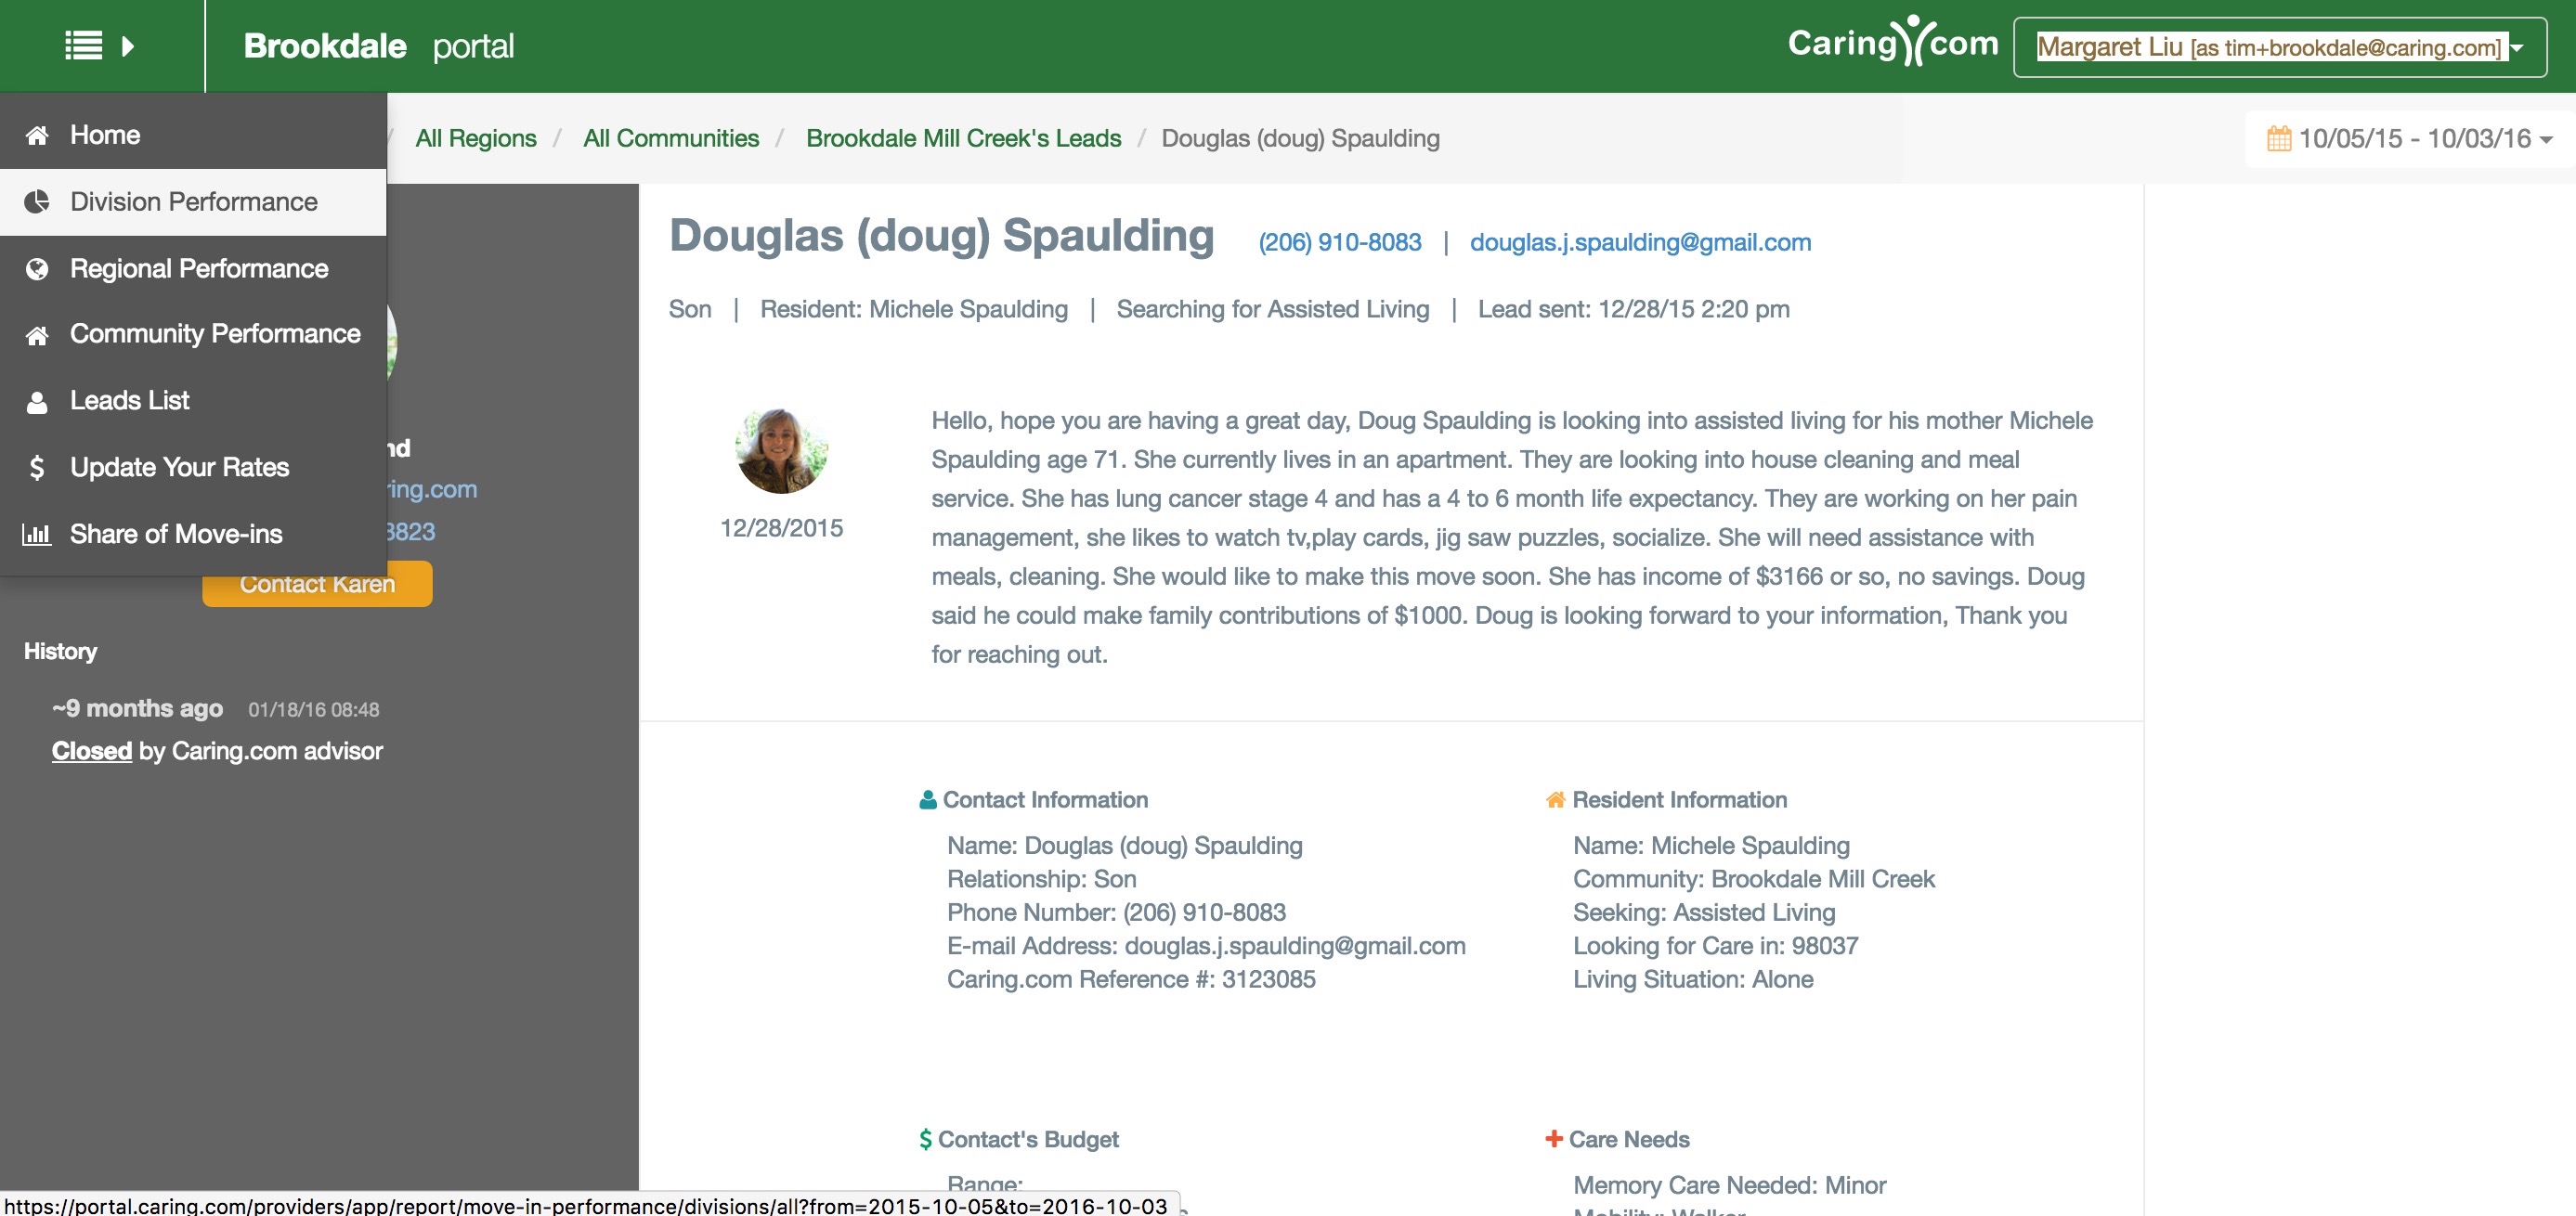 Brookdale portal
Caring com
Margaret Liu [as tim+brookdale@caring.com]
Home
Division Performance
Regional Performance
Community Performance
Leads List
Update Your Rates
Share of Move-ins
/ All Regions / All Communities / Brookdale Mill Creek's Leads / Douglas (doug) Spaulding
10/05/15 - 10/03/16
nd
ring.com
3823
Contact Karen
History
~9 months ago 01/18/16 08:48
Closed by Caring.com advisor
Douglas (doug) Spaulding (206) 910-8083 | douglas.j.spaulding@gmail.com
Son | Resident: Michele Spaulding | Searching for Assisted Living | Lead sent: 12/28/15 2:20 pm
12/28/2015
Hello, hope you are having a great day, Doug Spaulding is looking into assisted living for his mother Michele
Spaulding age 71. She currently lives in an apartment. They are looking into house cleaning and meal
service. She has lung cancer stage 4 and has a 4 to 6 month life expectancy. They are working on her pain
management, she likes to watch tv,play cards, jig saw puzzles, socialize. She will need assistance with
meals, cleaning. She would like to make this move soon. She has income of $3166 or so, no savings. Doug
said he could make family contributions of $1000. Doug is looking forward to your information, Thank you
for reaching out.
Contact Information
Name: Douglas (doug) Spaulding
Relationship: Son
Phone Number: (206) 910-8083
E-mail Address: douglas.j.spaulding@gmail.com
Caring.com Reference #: 3123085
Resident Information
Name: Michele Spaulding
Community: Brookdale Mill Creek
Seeking: Assisted Living
Looking for Care in: 98037
Living Situation: Alone
Contact's Budget
Range:
Care Needs
Memory Care Needed: Minor
Mobility: Walker
https://portal.caring.com/providers/app/report/move-in-performance/divisions/all?from=2015-10-05&to=2016-10-03